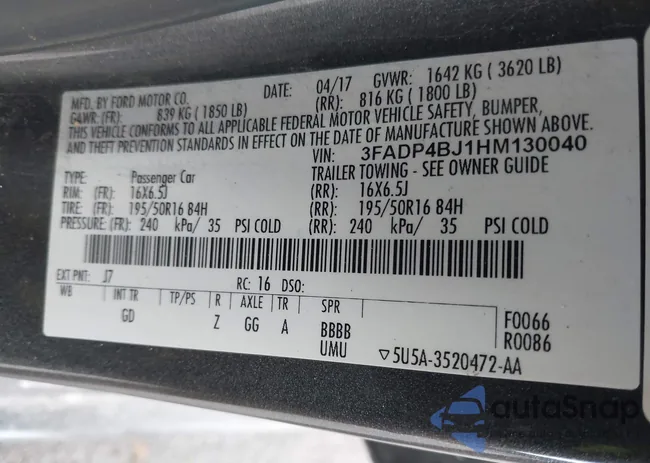 MFD. BY FORD MOTOR CO. DATE: 04/17 GVWR: 1642 KG ( 3620 LB)
GAWR: (FR): 839 KG ( 1850 LB) (RR): 816 KG ( 1800 LB)
THIS VEHICLE CONFORMS TO ALL APPLICABLE FEDERAL MOTOR VEHICLE SAFETY, BUMPER,
AND THEFT PREVENTION STANDARDS IN EFFECT ON THE DATE OF MANUFACTURE SHOWN ABOVE.
VIN: 3FADP4BJ1HM130040
TYPE: Passenger Car TRAILER TOWING - SEE OWNER GUIDE
RIM: (FR): 16X6.5J (RR): 16X6.5J
TIRE: (FR): 195/50R16 84H (RR): 195/50R16 84H
PRESSURE: (FR): 240 kPa/ 35 PSI COLD (RR): 240 kPa/ 35 PSI COLD
EXT PNT: J7 RC: 16 DSO:
WB INT TR TP/PS R AXLE TR SPR
GD Z GG A BBBB F0066
UMU R0086
▽5U5A-3520472-AA
autoSnap